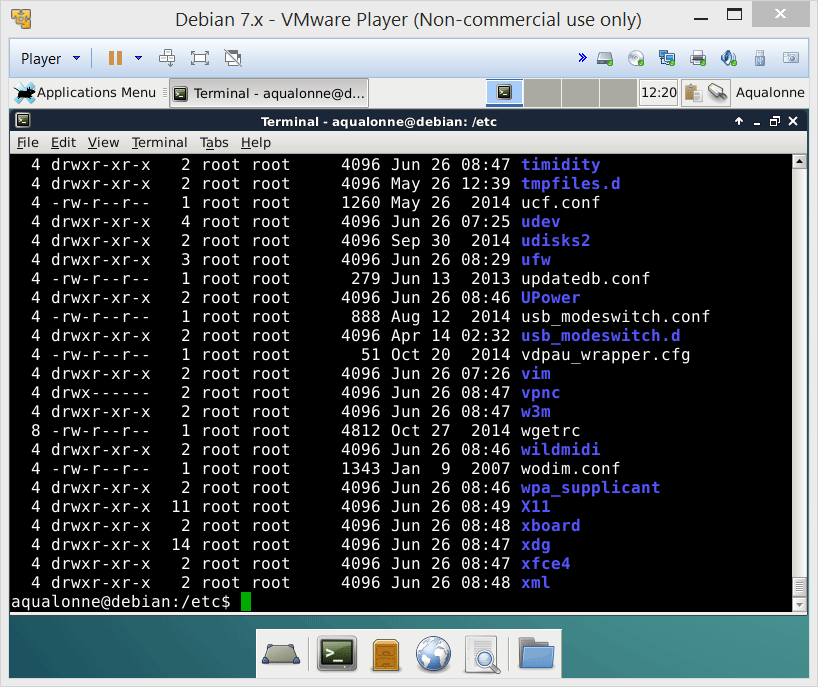 Debian 7.x - VMware Player (Non-commercial use only)
Player
Applications Menu Terminal - aqualonne@d... 12:20 Aqualonne
Terminal - aqualonne@debian: /etc
File Edit View Terminal Tabs Help
4 drwxr-xr-x 2 root root 4096 Jun 26 08:47 timidity
4 drwxr-xr-x 2 root root 4096 May 26 12:39 tmpfiles.d
4 -rw-r--r-- 1 root root 1260 May 26 2014 ucf.conf
4 drwxr-xr-x 4 root root 4096 Jun 26 07:25 udev
4 drwxr-xr-x 2 root root 4096 Sep 30 2014 udisks2
4 drwxr-xr-x 3 root root 4096 Jun 26 08:29 ufw
4 -rw-r--r-- 1 root root 279 Jun 13 2013 updatedb.conf
4 drwxr-xr-x 2 root root 4096 Jun 26 08:46 UPower
4 -rw-r--r-- 1 root root 888 Aug 12 2014 usb_modeswitch.conf
4 drwxr-xr-x 2 root root 4096 Apr 14 02:32 usb_modeswitch.d
4 -rw-r--r-- 1 root root 51 Oct 20 2014 vdpau_wrapper.cfg
4 drwxr-xr-x 2 root root 4096 Jun 26 07:26 vim
4 drwx------ 2 root root 4096 Jun 26 08:47 vpnc
4 drwxr-xr-x 2 root root 4096 Jun 26 08:47 w3m
8 -rw-r--r-- 1 root root 4812 Oct 27 2014 wgetrc
4 drwxr-xr-x 2 root root 4096 Jun 26 08:46 wildmidi
4 -rw-r--r-- 1 root root 1343 Jan 9 2007 wodim.conf
4 drwxr-xr-x 2 root root 4096 Jun 26 08:46 wpa_supplicant
4 drwxr-xr-x 11 root root 4096 Jun 26 08:49 X11
4 drwxr-xr-x 2 root root 4096 Jun 26 08:48 xboard
4 drwxr-xr-x 14 root root 4096 Jun 26 08:47 xdg
4 drwxr-xr-x 2 root root 4096 Jun 26 08:47 xfce4
4 drwxr-xr-x 2 root root 4096 Jun 26 08:48 xml
aqualonne@debian:/etc$